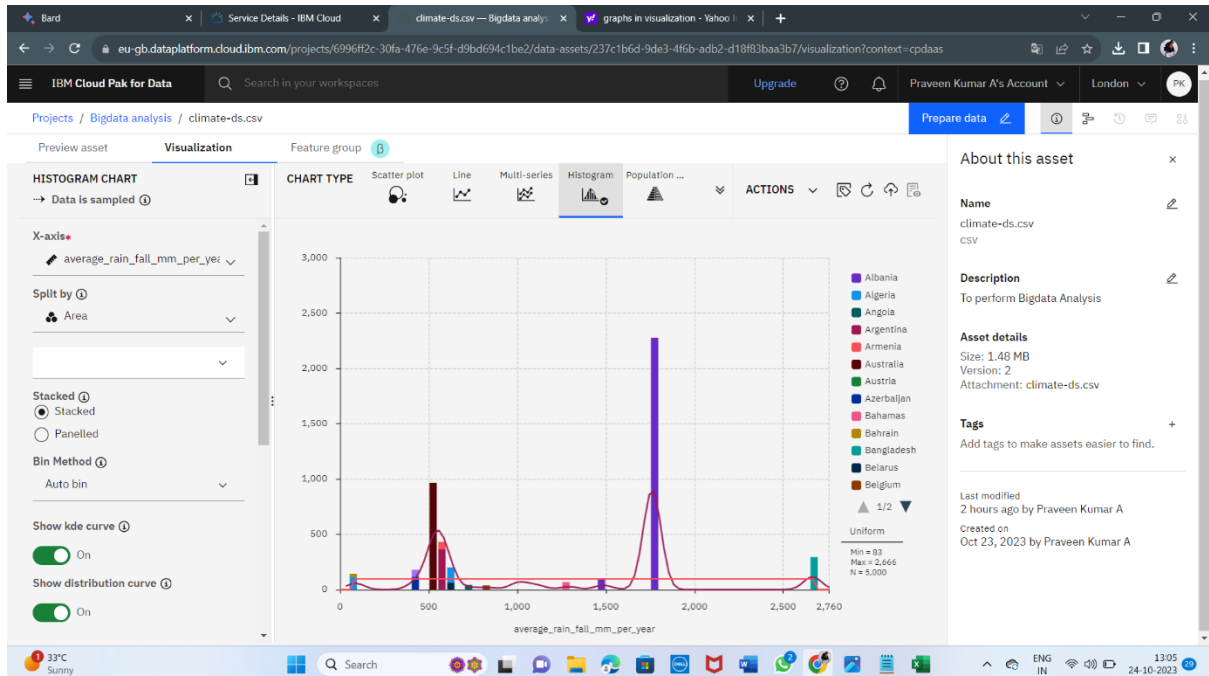 Bard
Service Details - IBM Cloud
climate-ds.csv — Bigdata analys
graphs in visualization - Yahoo
eu-gb.dataplatform.cloud.ibm.com/projects/6996ff2c-30fa-476e-9c5f-d9bd694c1be2/data-assets/237c1b6d-9de3-4f6b-adb2-d18f83baa3b7/visualization?context=cpdaas
IBM Cloud Pak for Data
Search in your workspaces
Upgrade
Praveen Kumar A's Account
London
PK
Projects / Bigdata analysis / climate-ds.csv
Prepare data
Preview asset
Visualization
Feature group β
HISTOGRAM CHART
Data is sampled
X-axis*
average_rain_fall_mm_per_yea
Split by
Area
Stacked
Stacked
Panelled
Bin Method
Auto bin
Show kde curve
On
Show distribution curve
On
CHART TYPE
Scatter plot
Line
Multi-series
Histogram
Population ...
ACTIONS
3,000
2,500
2,000
1,500
1,000
500
0
0
500
1,000
1,500
2,000
2,500
2,760
average_rain_fall_mm_per_year
Albania
Algeria
Angola
Argentina
Armenia
Australia
Austria
Azerbaijan
Bahamas
Bahrain
Bangladesh
Belarus
Belgium
1/2
Uniform
Min = 83
Max = 2,666
N = 5,000
About this asset
Name
climate-ds.csv
CSV
Description
To perform Bigdata Analysis
Asset details
Size: 1.48 MB
Version: 2
Attachment: climate-ds.csv
Tags
Add tags to make assets easier to find.
Last modified
2 hours ago by Praveen Kumar A
Created on
Oct 23, 2023 by Praveen Kumar A
1
33°C
Sunny
Search
2
ENG
IN
13:05
24-10-2023
29